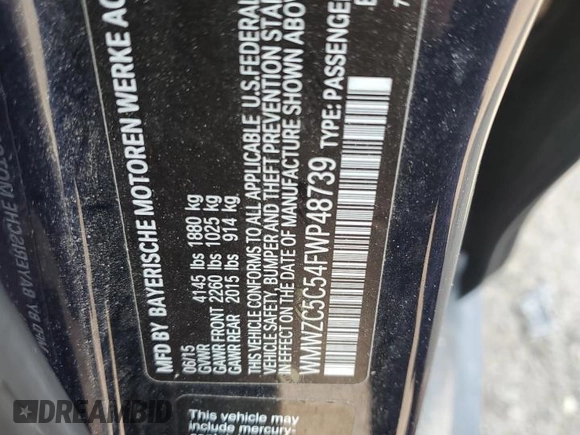 MFD BY BAYERISCHE MOTOREN WERKE AG
06/15
GVWR 4145 lbs 1880 kg
GAWR FRONT 2260 lbs 1025 kg
GAWR REAR 2015 lbs 914 kg
THIS VEHICLE CONFORMS TO ALL APPLICABLE U.S. FEDERAL
VEHICLE SAFETY, BUMPER AND THEFT PREVENTION STAN
IN EFFECT ON THE DATE OF MANUFACTURE SHOWN ABOV
WMWZC5C54FWP48739 TYPE: PASSENGE
This vehicle may
include mercury-
DREAMBID